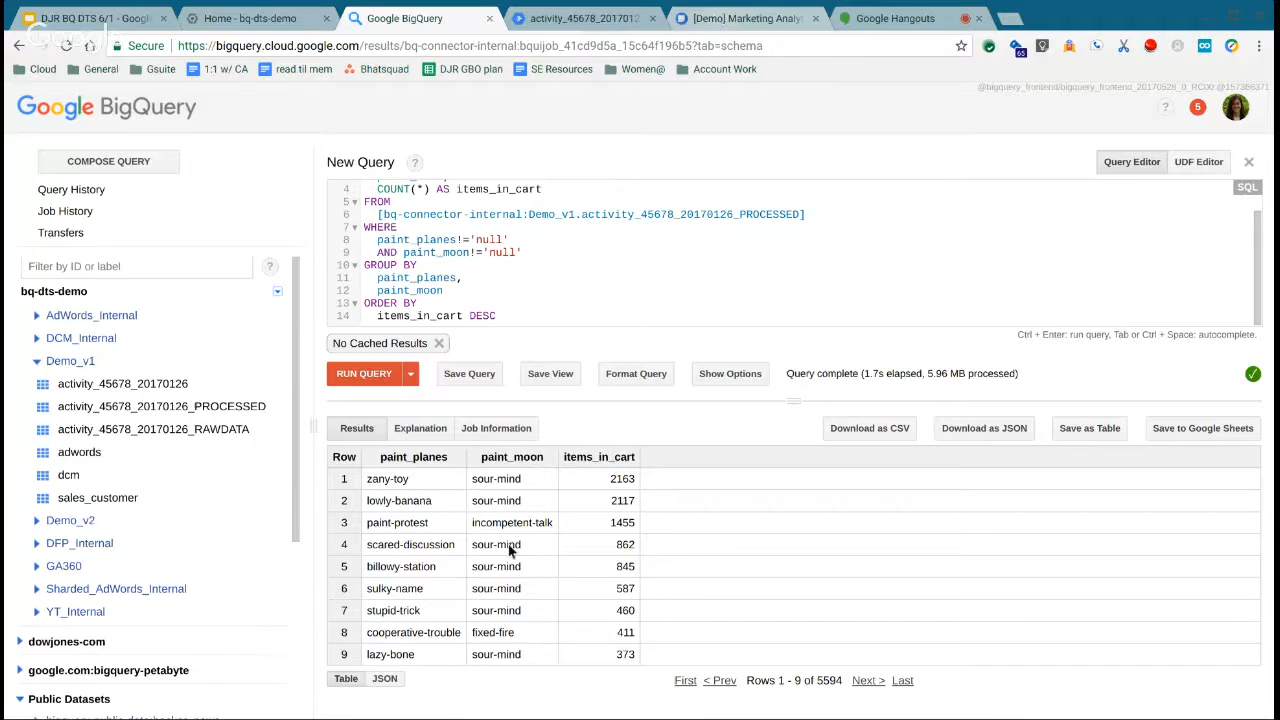 DJR BQ DTS 6/1 - Google
Home - bq-dts-demo
Google BigQuery
activity_45678_2017012
[Demo] Marketing Analyt
Google Hangouts
Secure
https://bigquery.cloud.google.com/results/bq-connector-internal:bquijob_41cd9d5a_15c64f196b5?tab=schema
65
Cloud
General
Gsuite
1:1 w/ CA
read til mem
Bhatsquad
DJR GBO plan
SE Resources
Women@
Account Work
@bigquery_frontend/bigquery_frontend_20170528_0_RC00:@157366371
Google BigQuery
?
5
COMPOSE QUERY
Query History
Job History
Transfers
Filter by ID or label
?
bq-dts-demo
AdWords_Internal
DCM_Internal
Demo_v1
activity_45678_20170126
activity_45678_20170126_PROCESSED
activity_45678_20170126_RAWDATA
adwords
dcm
sales_customer
Demo_v2
DFP_Internal
GA360
Sharded_AdWords_Internal
YT_Internal
dowjones-com
google.com:bigquery-petabyte
Public Datasets
New Query
?
Query Editor
UDF Editor
SQL
4 COUNT(*) AS items_in_cart
5 FROM
6 [bq-connector-internal:Demo_v1.activity_45678_20170126_PROCESSED]
7 WHERE
8 paint_planes!='null'
9 AND paint_moon!='null'
10 GROUP BY
11 paint_planes,
12 paint_moon
13 ORDER BY
14 items_in_cart DESC
Ctrl + Enter: run query, Tab or Ctrl + Space: autocomplete.
No Cached Results
RUN QUERY
Save Query
Save View
Format Query
Show Options
Query complete (1.7s elapsed, 5.96 MB processed)
Results
Explanation
Job Information
Download as CSV
Download as JSON
Save as Table
Save to Google Sheets
Row paint_planes paint_moon items_in_cart
1 zany-toy sour-mind 2163
2 lowly-banana sour-mind 2117
3 paint-protest incompetent-talk 1455
4 scared-discussion sour-mind 862
5 billowy-station sour-mind 845
6 sulky-name sour-mind 587
7 stupid-trick sour-mind 460
8 cooperative-trouble fixed-fire 411
9 lazy-bone sour-mind 373
Table
JSON
First < Prev Rows 1 - 9 of 5594 Next > Last